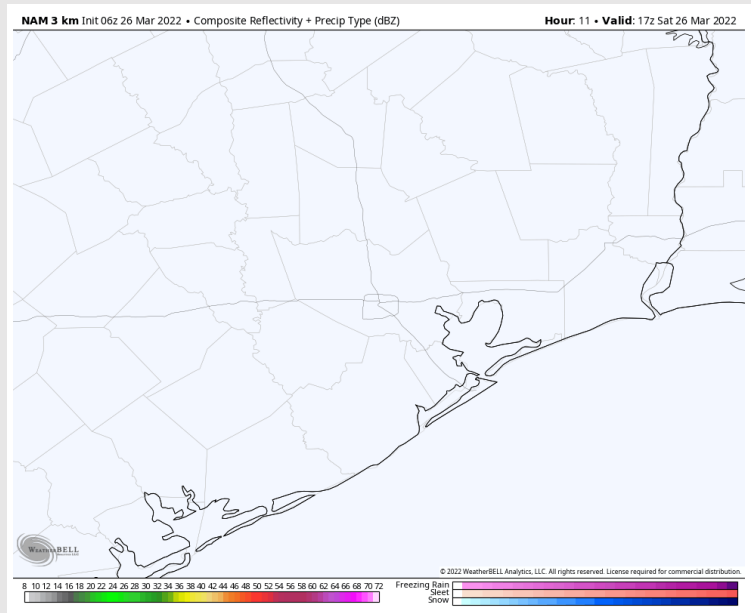 NAM 3 km Init 06z 26 Mar 2022 • Composite Reflectivity + Precip Type (dBZ)
Hour: 11 • Valid: 17z Sat 26 Mar 2022
WeatherBELL
© 2022 WeatherBELL Analytics, LLC. All rights reserved. License required for commercial distribution.
8 10 12 14 16 18 20 22 24 26 28 30 32 34 36 38 40 42 44 46 48 50 52 54 56 58 60 62 64 66 68 70 72
Freezing Rain
Sleet
Snow